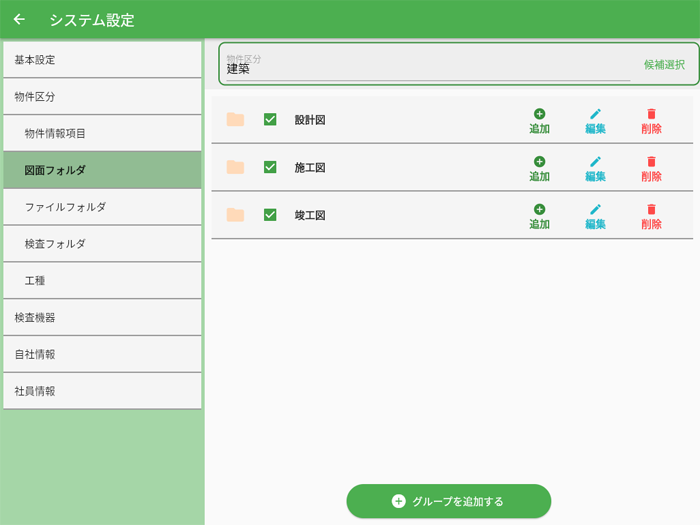 システム設定
基本設定
物件区分
物件情報項目
図面フォルダ
ファイルフォルダ
検査フォルダ
工種
検査機器
自社情報
社員情報
物件区分
建築
候補選択
設計図
追加 編集 削除
施工図
追加 編集 削除
竣工図
追加 編集 削除
グループを追加する